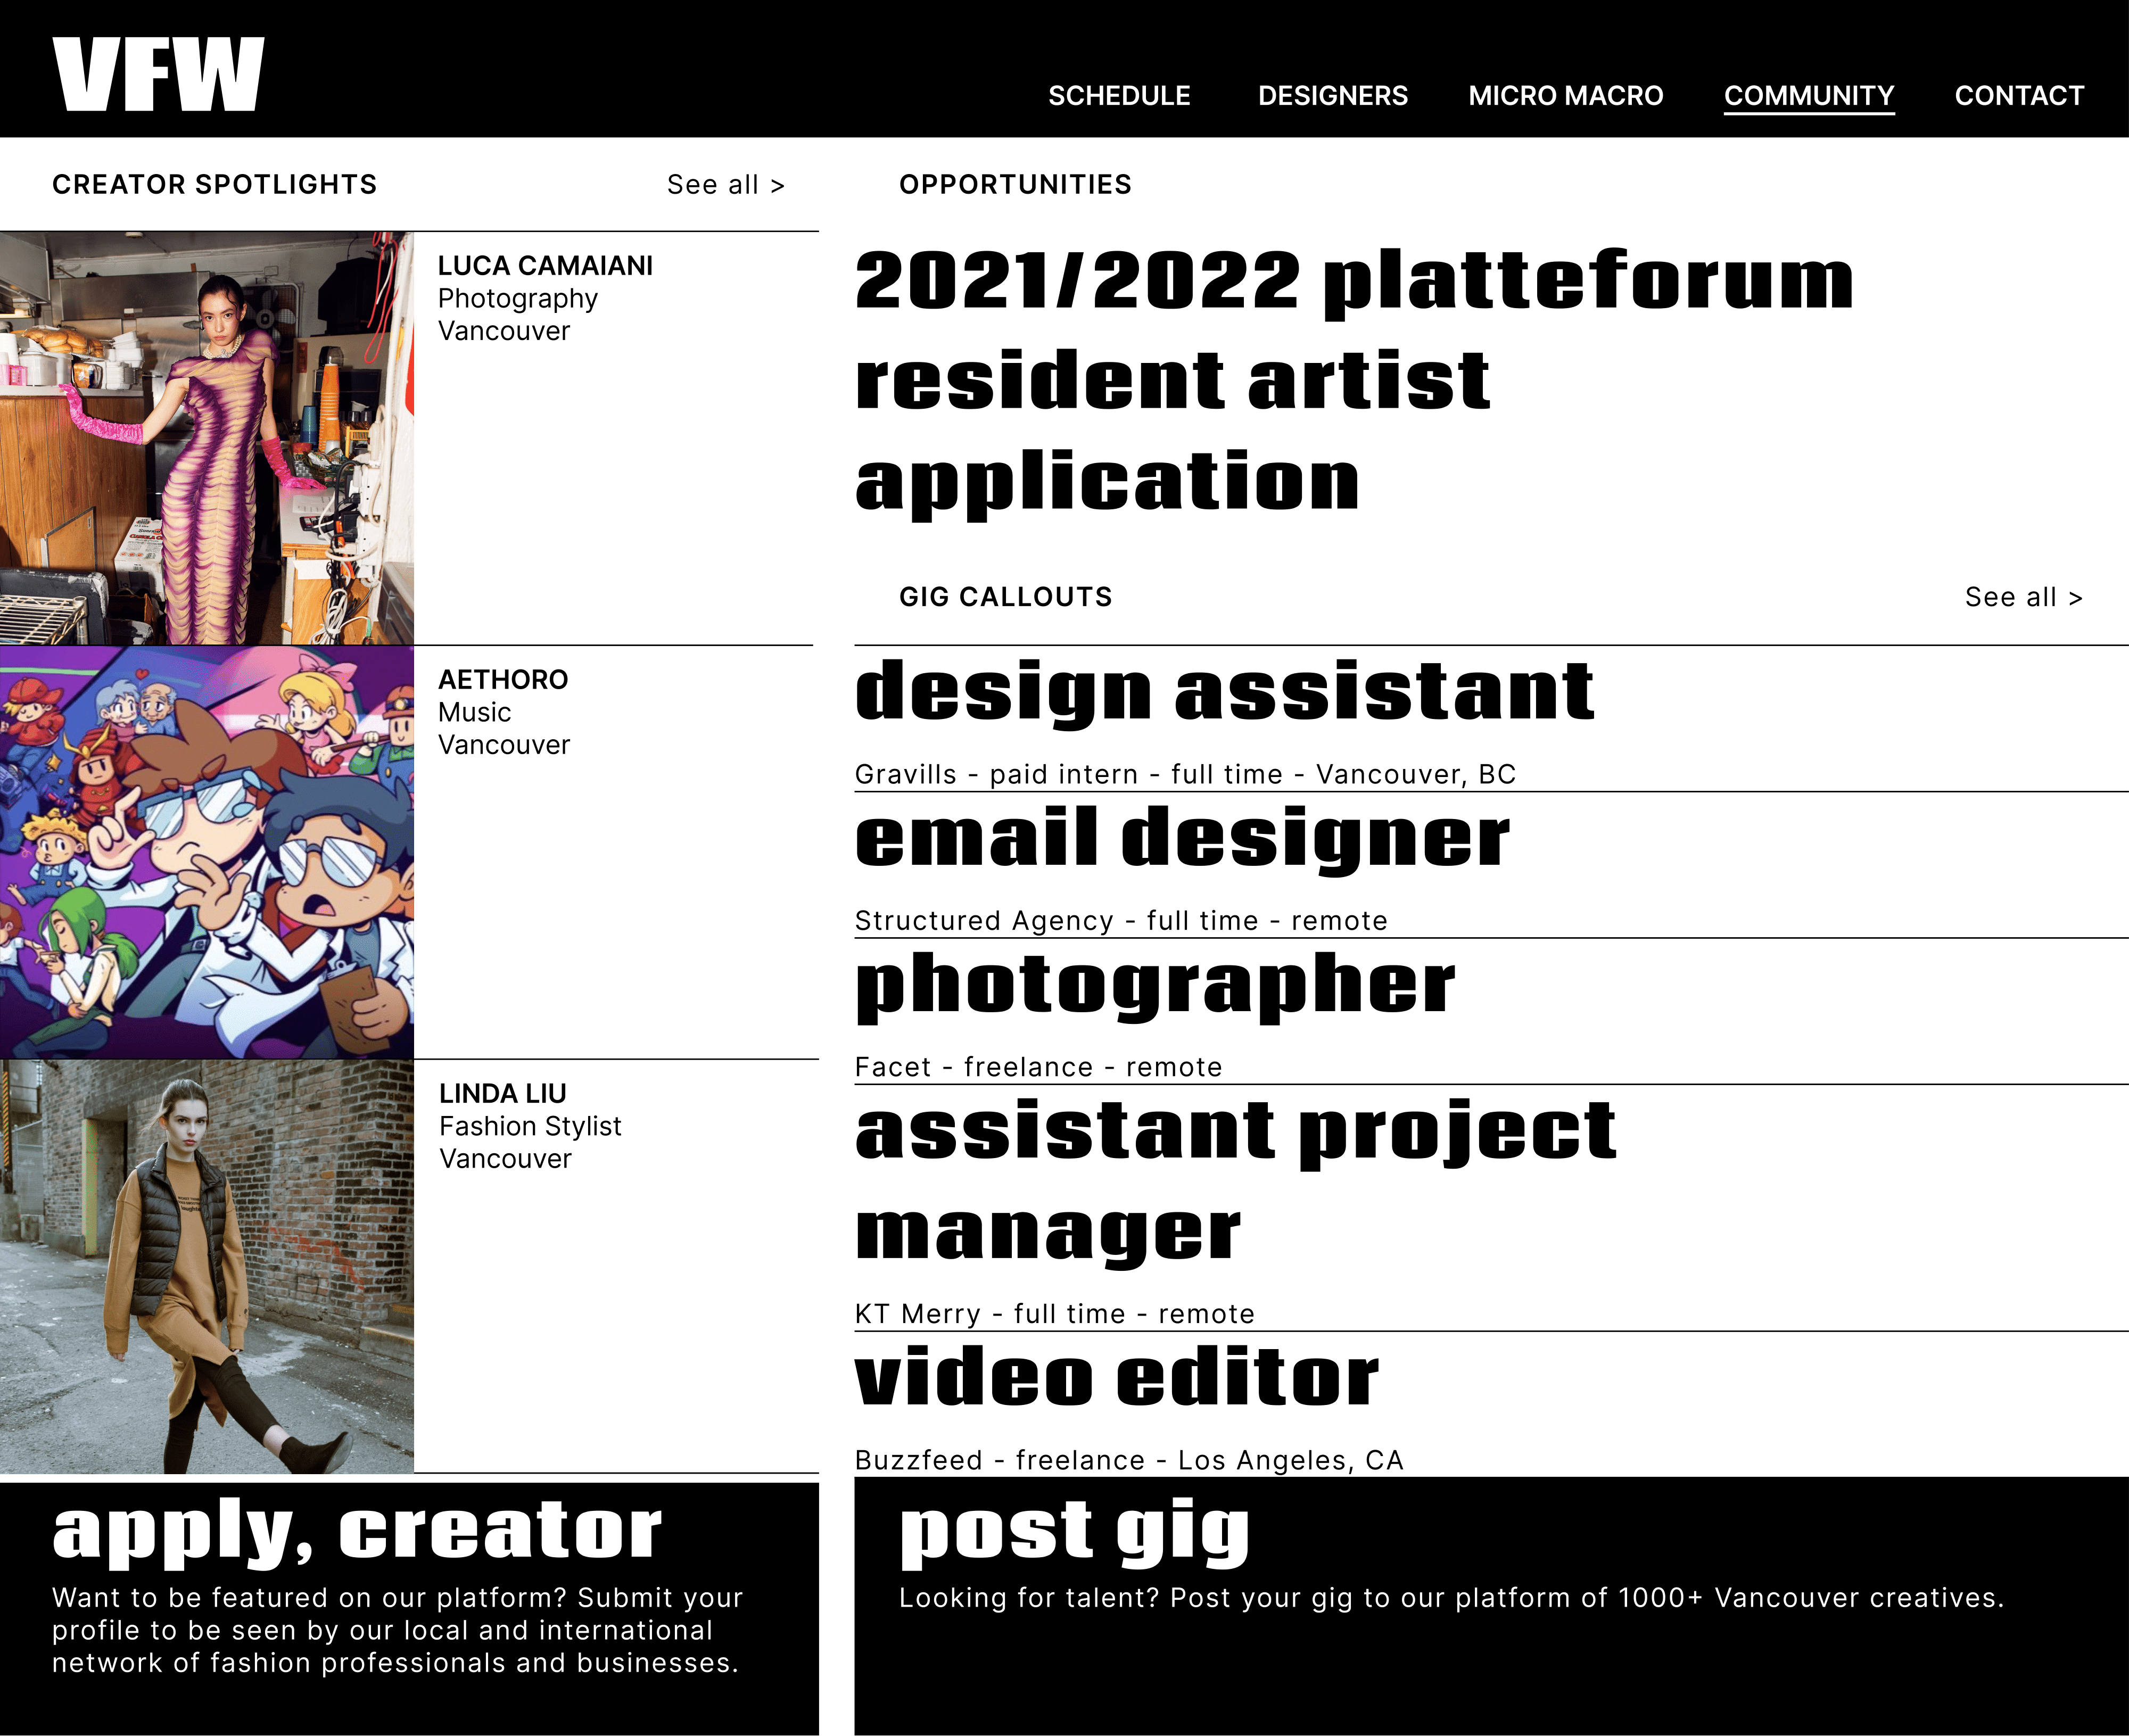 VFW
SCHEDULE
DESIGNERS
MICRO MACRO
COMMUNITY
CONTACT
CREATOR SPOTLIGHTS
See all >
LUCA CAMAIANI
Photography
Vancouver
AETHORO
Music
Vancouver
LINDA LIU
Fashion Stylist
Vancouver
apply, creator
Want to be featured on our platform? Submit your
profile to be seen by our local and international
network of fashion professionals and businesses.
OPPORTUNITIES
2021/2022 platteforum
resident artist
application
GIG CALLOUTS
See all >
design assistant
Gravills - paid intern - full time - Vancouver, BC
email designer
Structured Agency - full time - remote
photographer
Facet - freelance - remote
assistant project
manager
KT Merry - full time - remote
video editor
Buzzfeed - freelance - Los Angeles, CA
post gig
Looking for talent? Post your gig to our platform of 1000+ Vancouver creatives.